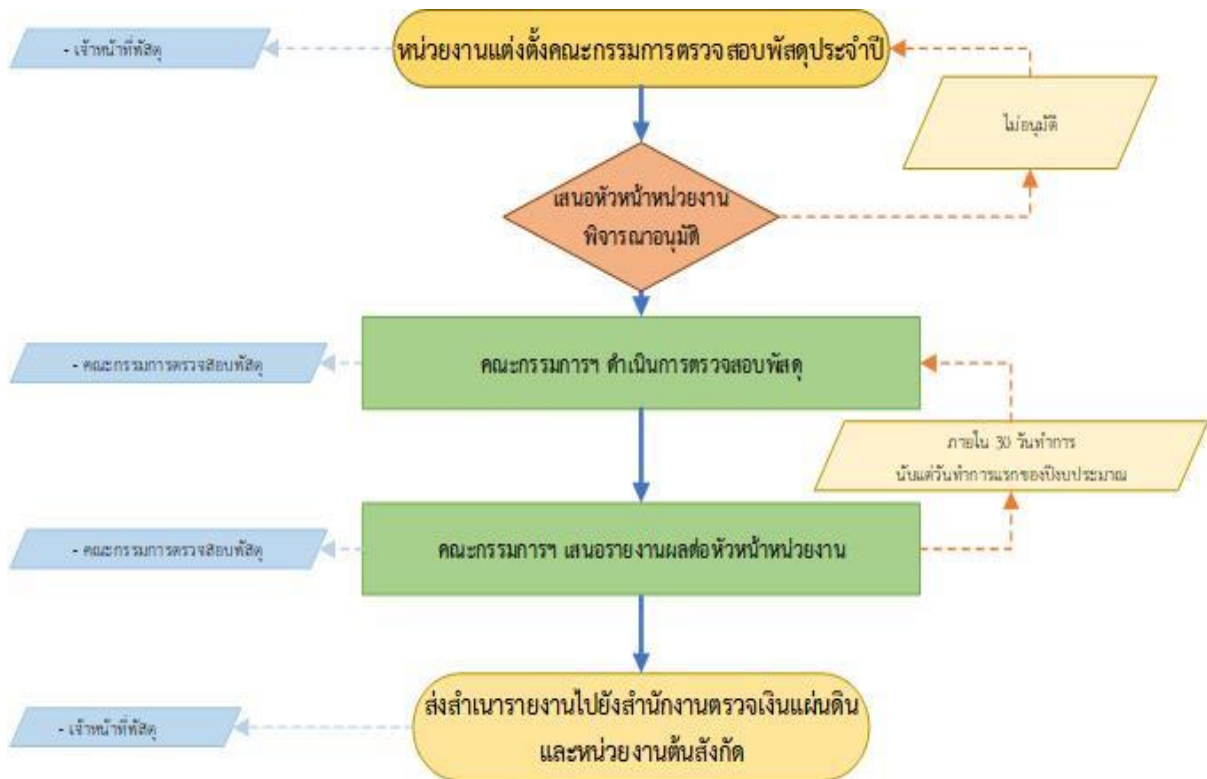 - เจ้าหน้าที่พัสดุ
หน่วยงานแต่งตั้งคณะกรรมการตรวจสอบพัสดุประจำปี
ไม่อนุมัติ
เสนอหัวหน้าหน่วยงาน
พิจารณาอนุมัติ
- คณะกรรมการตรวจสอบพัสดุ
คณะกรรมการฯ ดำเนินการตรวจสอบพัสดุ
ภายใน 30 วันทำการ
นับแต่วันทำการแรกของปีงบประมาณ
- คณะกรรมการตรวจสอบพัสดุ
คณะกรรมการฯ เสนอรายงานผลต่อหัวหน้าหน่วยงาน
- เจ้าหน้าที่พัสดุ
ส่งสำเนารายงานไปยังสำนักงานตรวจเงินแผ่นดิน
และหน่วยงานต้นสังกัด